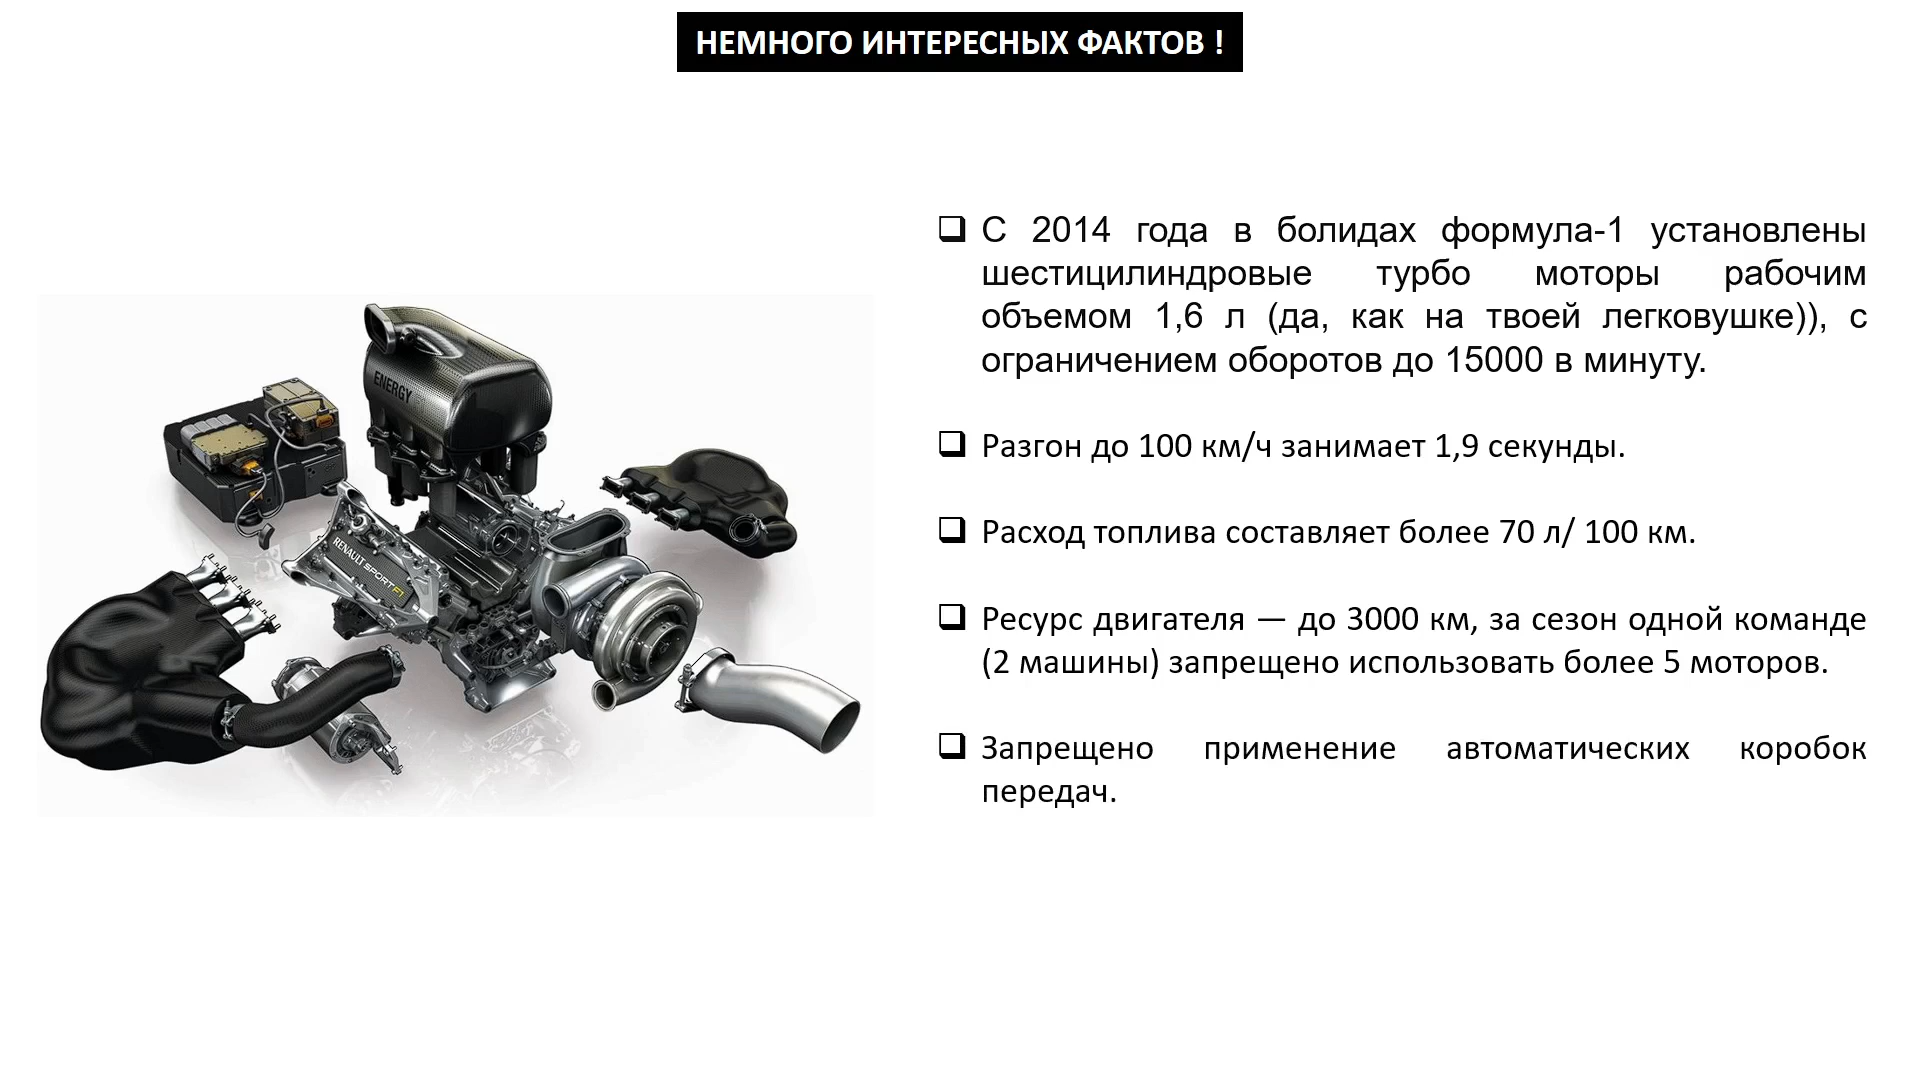 НЕМНОГО ИНТЕРЕСНЫХ ФАКТОВ !
С 2014 года в болидах формула-1 установлены
шестицилиндровые турбо моторы рабочим
объемом 1,6 л (да, как на твоей легковушке)), с
ограничением оборотов до 15000 в минуту.
Разгон до 100 км/ч занимает 1,9 секунды.
Расход топлива составляет более 70 л/ 100 км.
Ресурс двигателя — до 3000 км, за сезон одной команде
(2 машины) запрещено использовать более 5 моторов.
Запрещено применение автоматических коробок
передач.
ENERGY
RENAULT SPORT F1